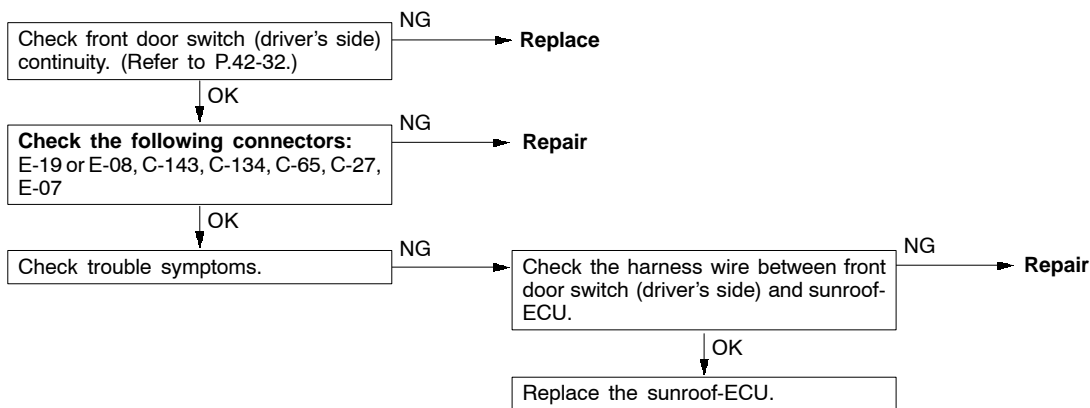 NG
Check front door switch (driver's side)
continuity. (Refer to P.42-32.)
Replace
OK
Check the following connectors:
E-19 or E-08, C-143, C-134, C-65, C-27,
E-07
NG
Repair
OK
Check trouble symptoms.
NG
Check the harness wire between front
door switch (driver's side) and sunroof-
ECU.
NG
Repair
OK
Replace the sunroof-ECU.